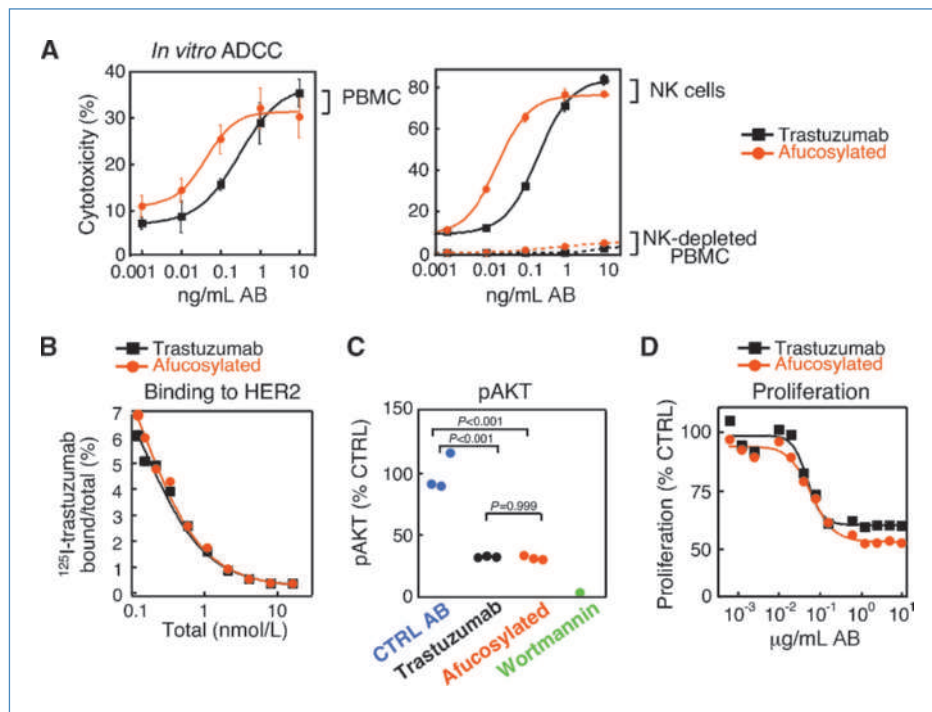 A
In vitro ADCC
Cytotoxicity (%)
40
30
20
10
0
0.001 0.01 0.1 1 10
ng/mL AB
PBMC
80
60
40
20
0
0.001 0.01 0.1 1 10
ng/mL AB
NK cells
Trastuzumab
Afucosylated
NK-depleted
PBMC
B
Trastuzumab
Afucosylated
Binding to HER2
125I-trastuzumab
bound/total (%)
7
6
5
4
3
2
1
0
0.1 1 10
Total (nmol/L)
C
pAKT
pAKT (% CTRL)
150
100
50
0
P<0.001
P<0.001
P=0.999
CTRL AB
Trastuzumab
Afucosylated
Wortmannin
D
Trastuzumab
Afucosylated
Proliferation
Proliferation (% CTRL)
100
75
50
10⁻³ 10⁻² 10⁻¹ 10⁰ 10¹
μg/mL AB